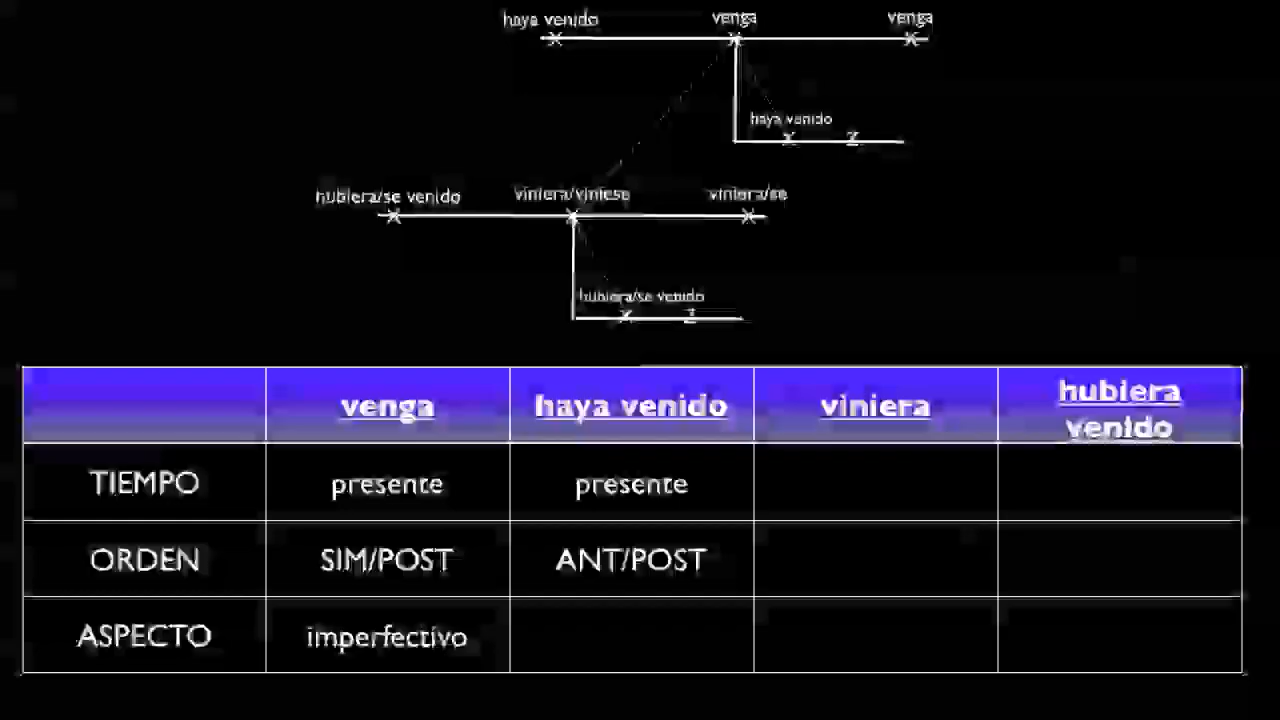 haya venido venga venga
haya venido
X Z
hubiera/se venido viniera/viniese viniera/se
hubiera/se venido
X Z
venga haya venido viniera hubiera
venido
TIEMPO presente presente
ORDEN SIM/POST ANT/POST
ASPECTO imperfectivo